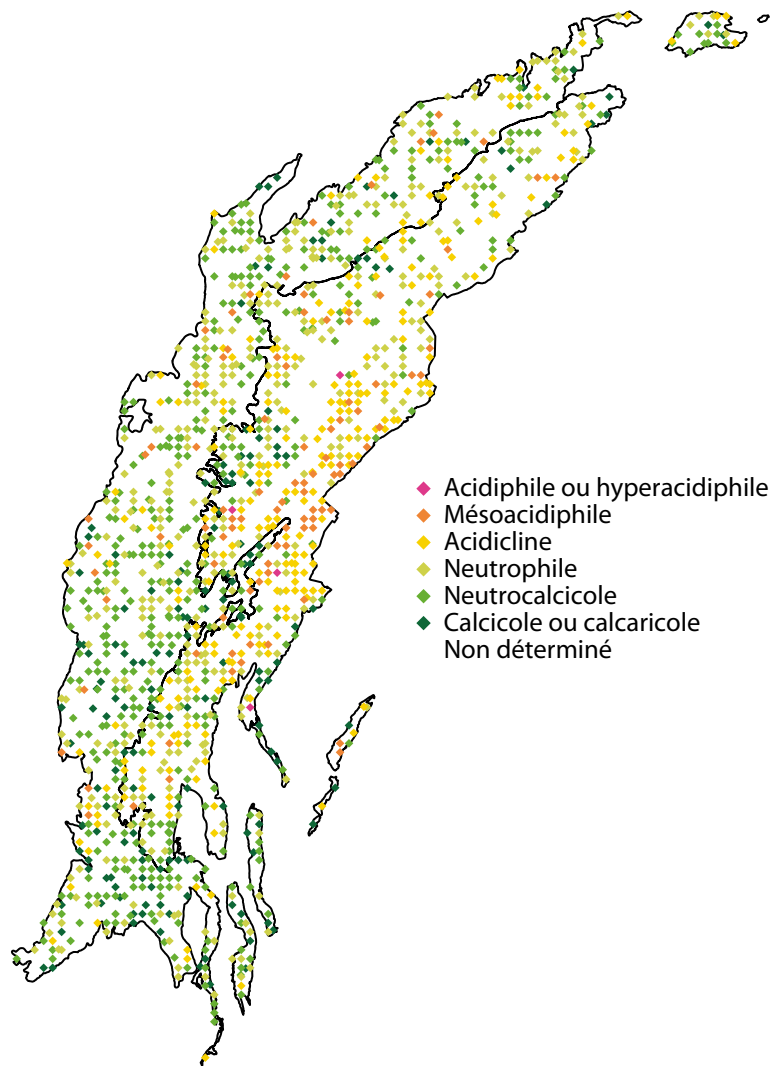 Acidiphile ou hyperacidiphile
Mésoacidiphile
Acidicline
Neutrophile
Neutrocalcicole
Calcicole ou calcaricole
Non déterminé